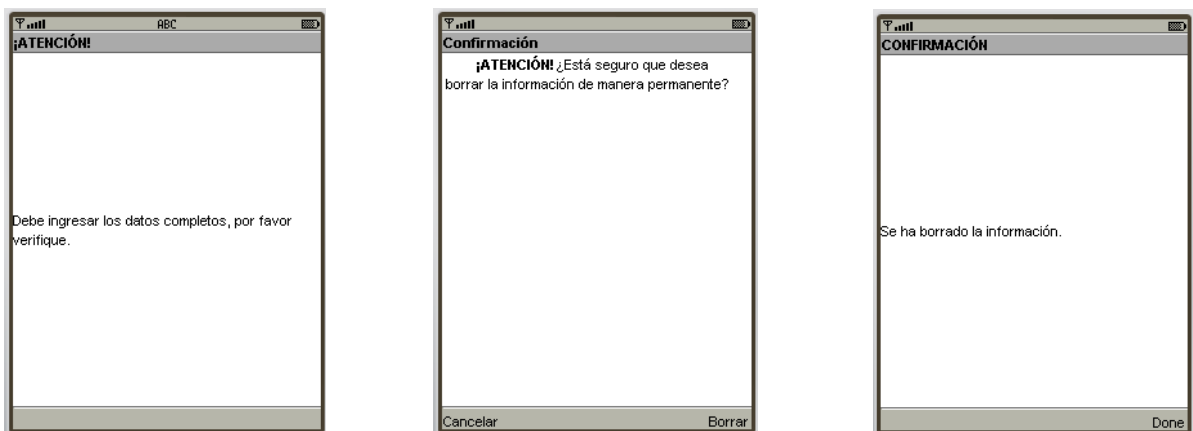 ABC
¡ATENCIÓN!
Debe ingresar los datos completos, por favor
verifique.
Confirmación
¡ATENCIÓN! ¿Está seguro que desea
borrar la información de manera permanente?
Cancelar Borrar
CONFIRMACIÓN
Se ha borrado la información.
Done